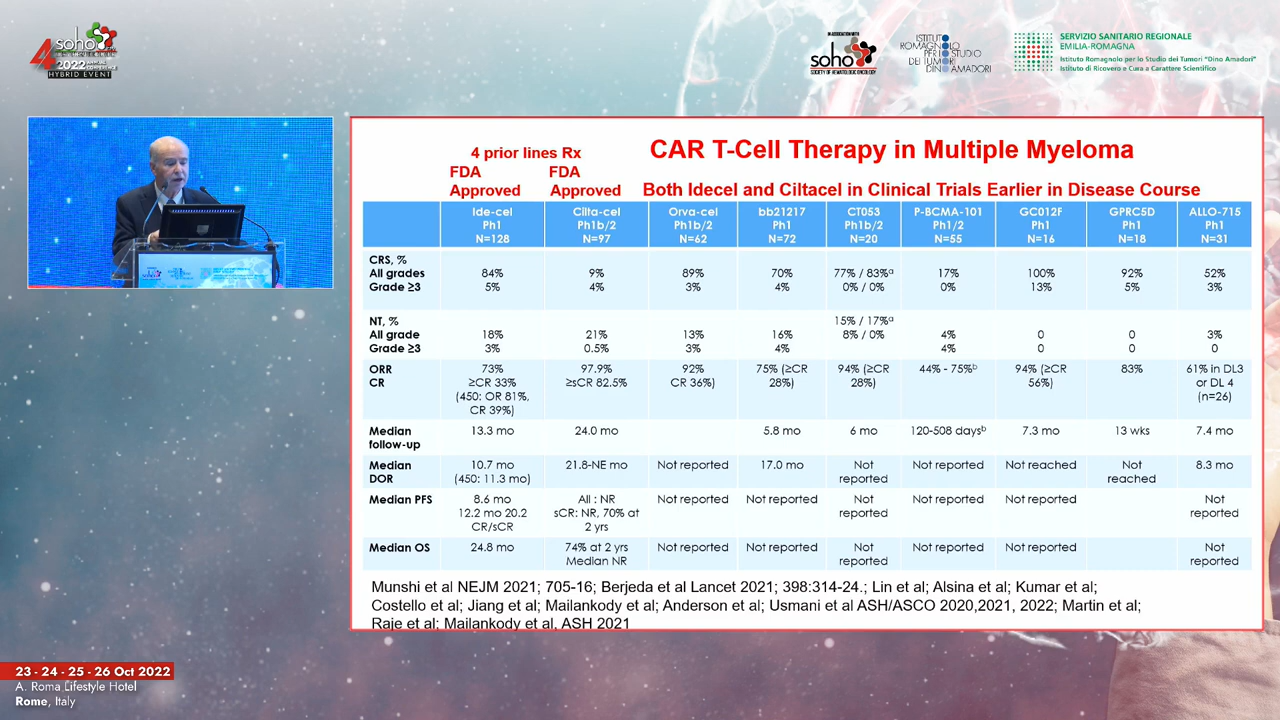 4 soho
2022 ANNUAL
CONFERENCE
HYBRID EVENT
IN ASSOCIATION WITH
soho
SOCIETY OF HEMATOLOGIC ONCOLOGY
ISTITUTO
ROMAGNOLO
PER LO STUDIO
DEI TUMORI
DINO AMADORI
SERVIZIO SANITARIO REGIONALE
EMILIA-ROMAGNA
Istituto Romagnolo per lo Studio dei Tumori "Dino Amadori"
Istituto di Ricovero e Cura a Carattere Scientifico
4 prior lines Rx
CAR T-Cell Therapy in Multiple Myeloma
FDA Approved
FDA Approved
Both Idecel and Ciltacel in Clinical Trials Earlier in Disease Course
Ide-cel Cilta-cel Orva-cel bb21217 CT053 P-BCMA-101 GC012F GPRC5D ALLO-715
Ph1 Ph1b/2 Ph1b/2 Ph1 Ph1b/2 Ph1/2 Ph1 Ph1 Ph1
N=128 N=97 N=62 N=72 N=20 N=55 N=16 N=18 N=31
CRS, %
All grades 84% 9% 89% 70% 77% / 83%ᵃ 17% 100% 92% 52%
Grade ≥3 5% 4% 3% 4% 0% / 0% 0% 13% 5% 3%
NT, % 15% / 17%ᵃ
All grade 18% 21% 13% 16% 8% / 0% 4% 0 0 3%
Grade ≥3 3% 0.5% 3% 4% 4% 0 0 0
ORR 73% 97.9% 92% 75% (≥CR 94% (≥CR 44% - 75%ᵇ 94% (≥CR 83% 61% in DL3
CR ≥CR 33% ≥sCR 82.5% CR 36%) 28%) 28%) 56%) or DL 4
(450: OR 81%, (n=26)
CR 39%)
Median 13.3 mo 24.0 mo 5.8 mo 6 mo 120-508 daysᵇ 7.3 mo 13 wks 7.4 mo
follow-up
Median 10.7 mo 21.8-NE mo Not reported 17.0 mo Not Not reported Not reached Not 8.3 mo
DOR (450: 11.3 mo) reported reached
Median PFS 8.6 mo All : NR Not reported Not reported Not Not reported Not reported Not
12.2 mo 20.2 sCR: NR, 70% at reported reported
CR/sCR 2 yrs
Median OS 24.8 mo 74% at 2 yrs Not reported Not reported Not Not reported Not reported Not
Median NR reported reported
Munshi et al NEJM 2021; 705-16; Berjeda et al Lancet 2021; 398:314-24.; Lin et al; Alsina et al; Kumar et al;
Costello et al; Jiang et al; Mailankody et al; Anderson et al; Usmani et al ASH/ASCO 2020,2021, 2022; Martin et al;
Raje et al; Mailankody et al, ASH 2021
23 - 24 - 25 - 26 Oct 2022
A. Roma Lifestyle Hotel
Rome, Italy